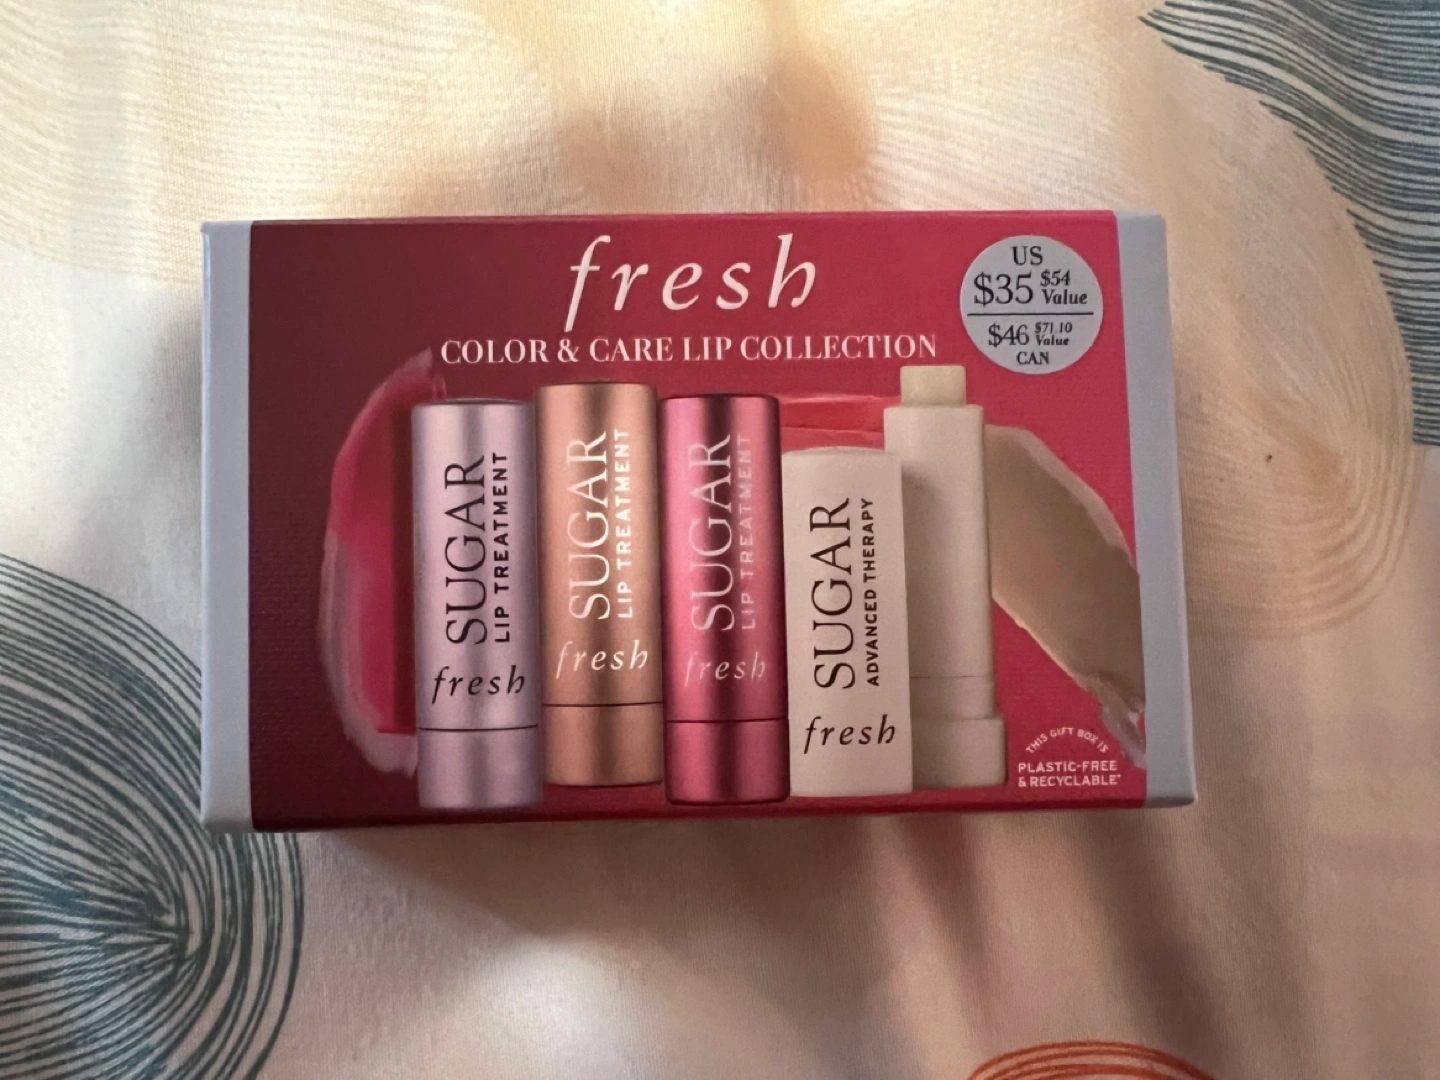 fresh
COLOR & CARE LIP COLLECTION
US
$35 $54 Value
$46 $71.10 Value
CAN
SUGAR
LIP TREATMENT
fresh
SUGAR
LIP TREATMENT
fresh
SUGAR
LIP TREATMENT
fresh
SUGAR
ADVANCED THERAPY
fresh
THIS GIFT BOX IS
PLASTIC-FREE
& RECYCLABLE*